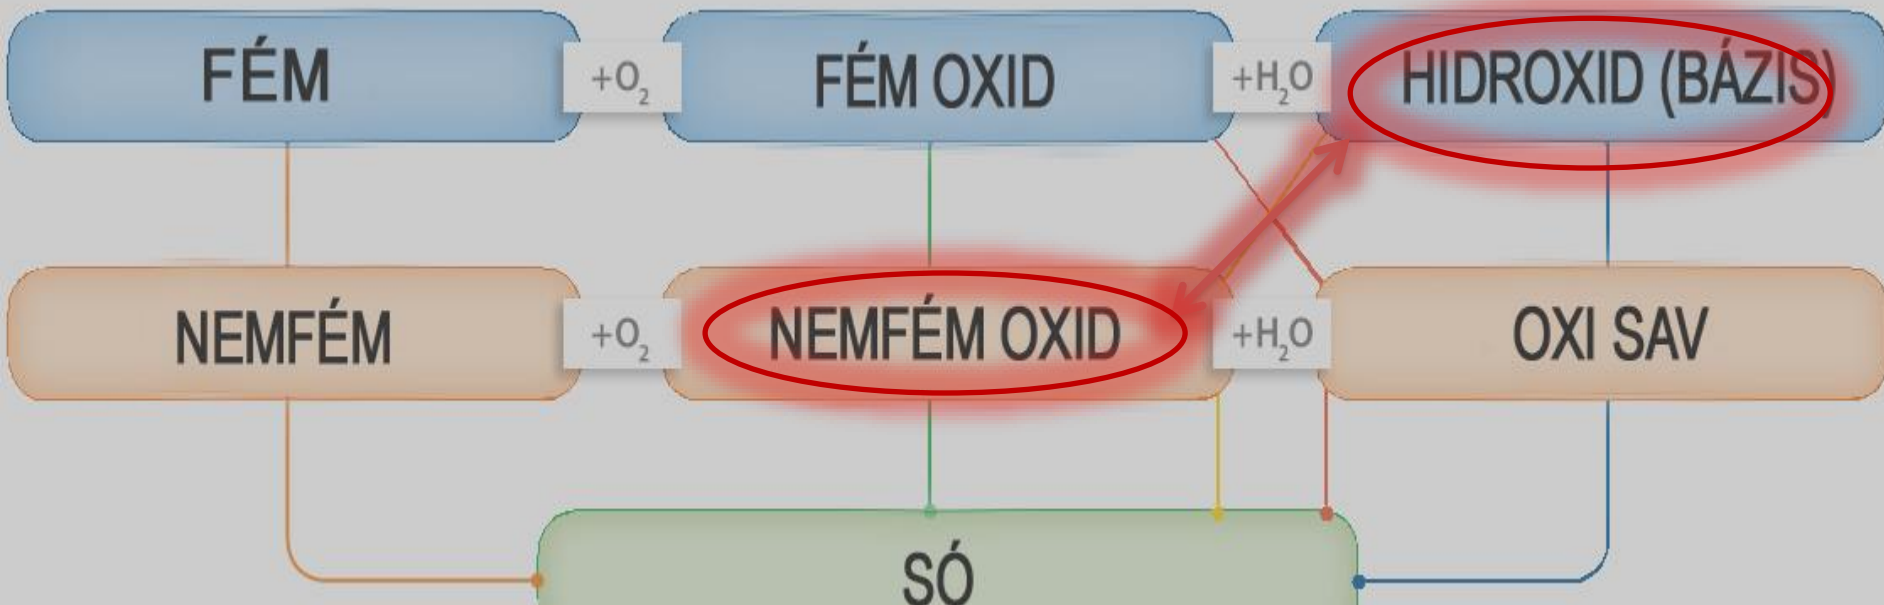 FÉM
+O₂
FÉM OXID
+H₂O
HIDROXID (BÁZIS)
NEMFÉM
+O₂
NEMFÉM OXID
+H₂O
OXI SAV
SÓ